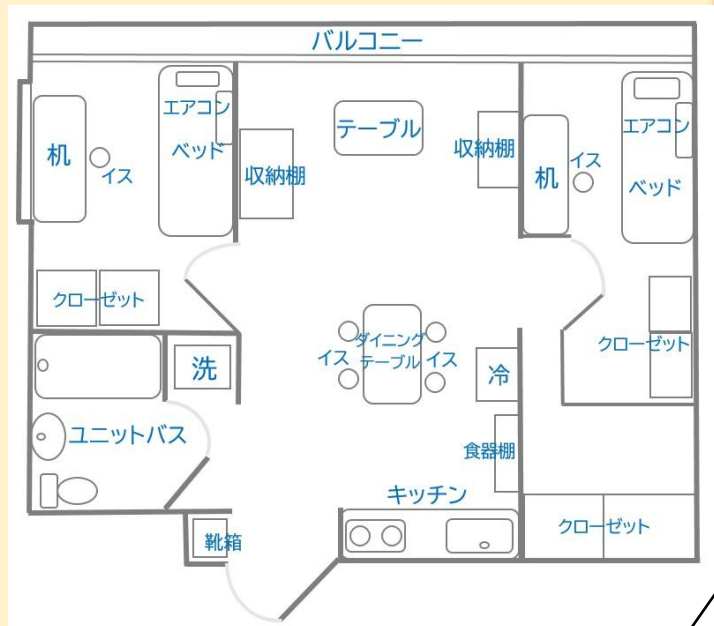 バルコニー
エアコン
テーブル
エアコン
机
イス
ベッド
収納棚
収納棚
机
イス
ベッド
クローゼット
ダイニング
テーブル
イス
イス
冷
クローゼット
洗
ユニットバス
食器棚
キッチン
靴箱
クローゼット